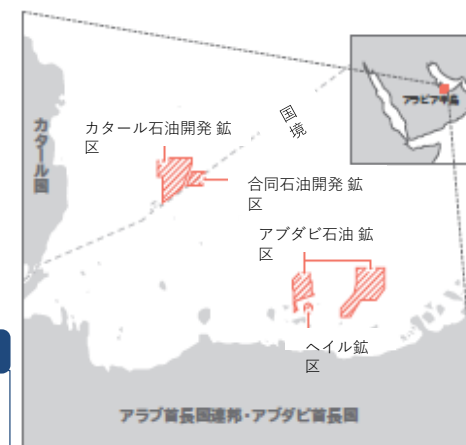 アラビア半島
国境
カタール国
カタール石油開発 鉱
区
合同石油開発 鉱
区
アブダビ石油 鉱
区
ヘイル鉱
区
アラブ首長国連邦・アブダビ首長国